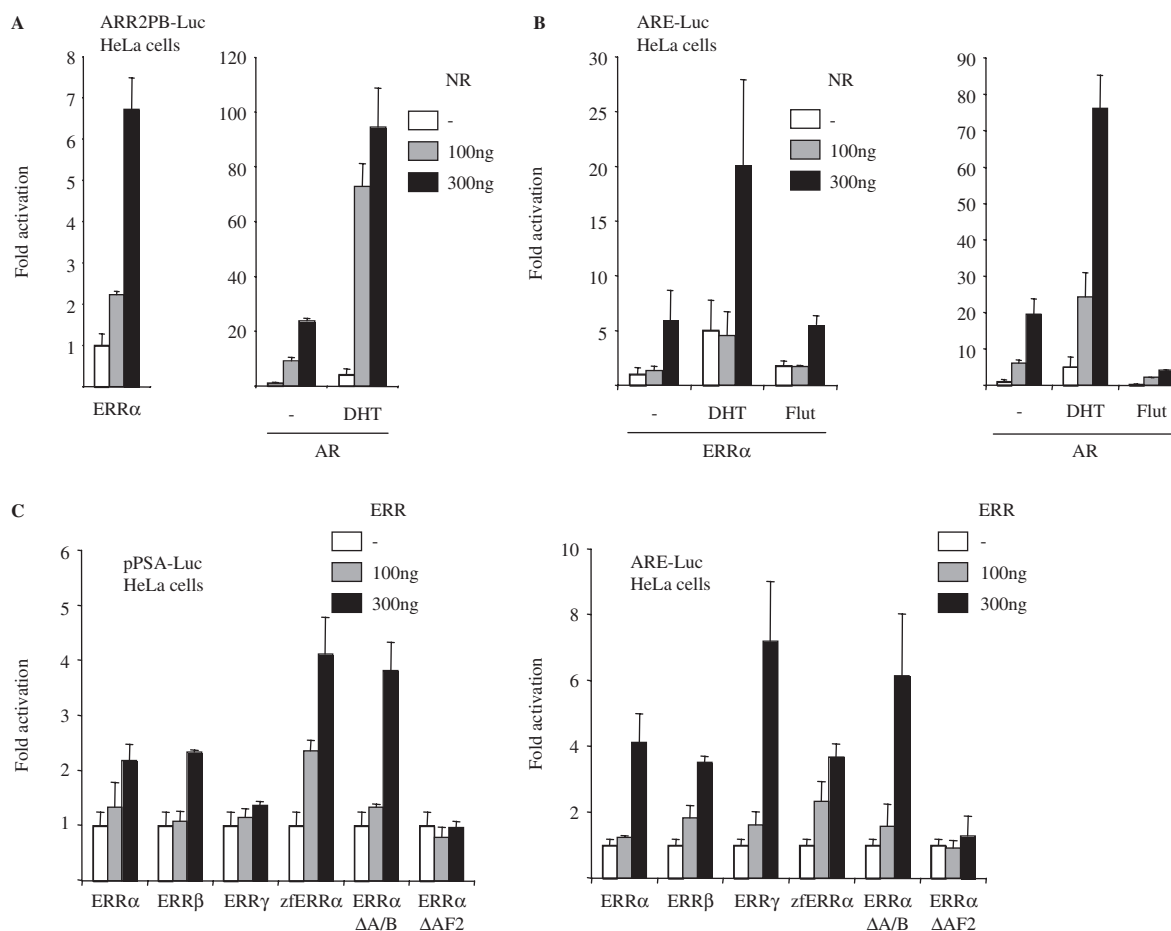 A
ARR2PB-Luc
HeLa cells
Fold activation
8
7
6
5
4
3
2
1
ERRα
120
100
80
60
40
20
- DHT
AR
NR
-
100ng
300ng
B
ARE-Luc
HeLa cells
Fold activation
30
25
20
15
10
5
- DHT Flut
ERRα
NR
-
100ng
300ng
90
80
70
60
50
40
30
20
10
- DHT Flut
AR
C
pPSA-Luc
HeLa cells
Fold activation
6
5
4
3
2
1
ERR
-
100ng
300ng
ERRα ERRβ ERRγ zfERRα ERRα ERRα
ΔA/B ΔAF2
ARE-Luc
HeLa cells
Fold activation
10
8
6
4
2
ERR
-
100ng
300ng
ERRα ERRβ ERRγ zfERRα ERRα ERRα
ΔA/B ΔAF2